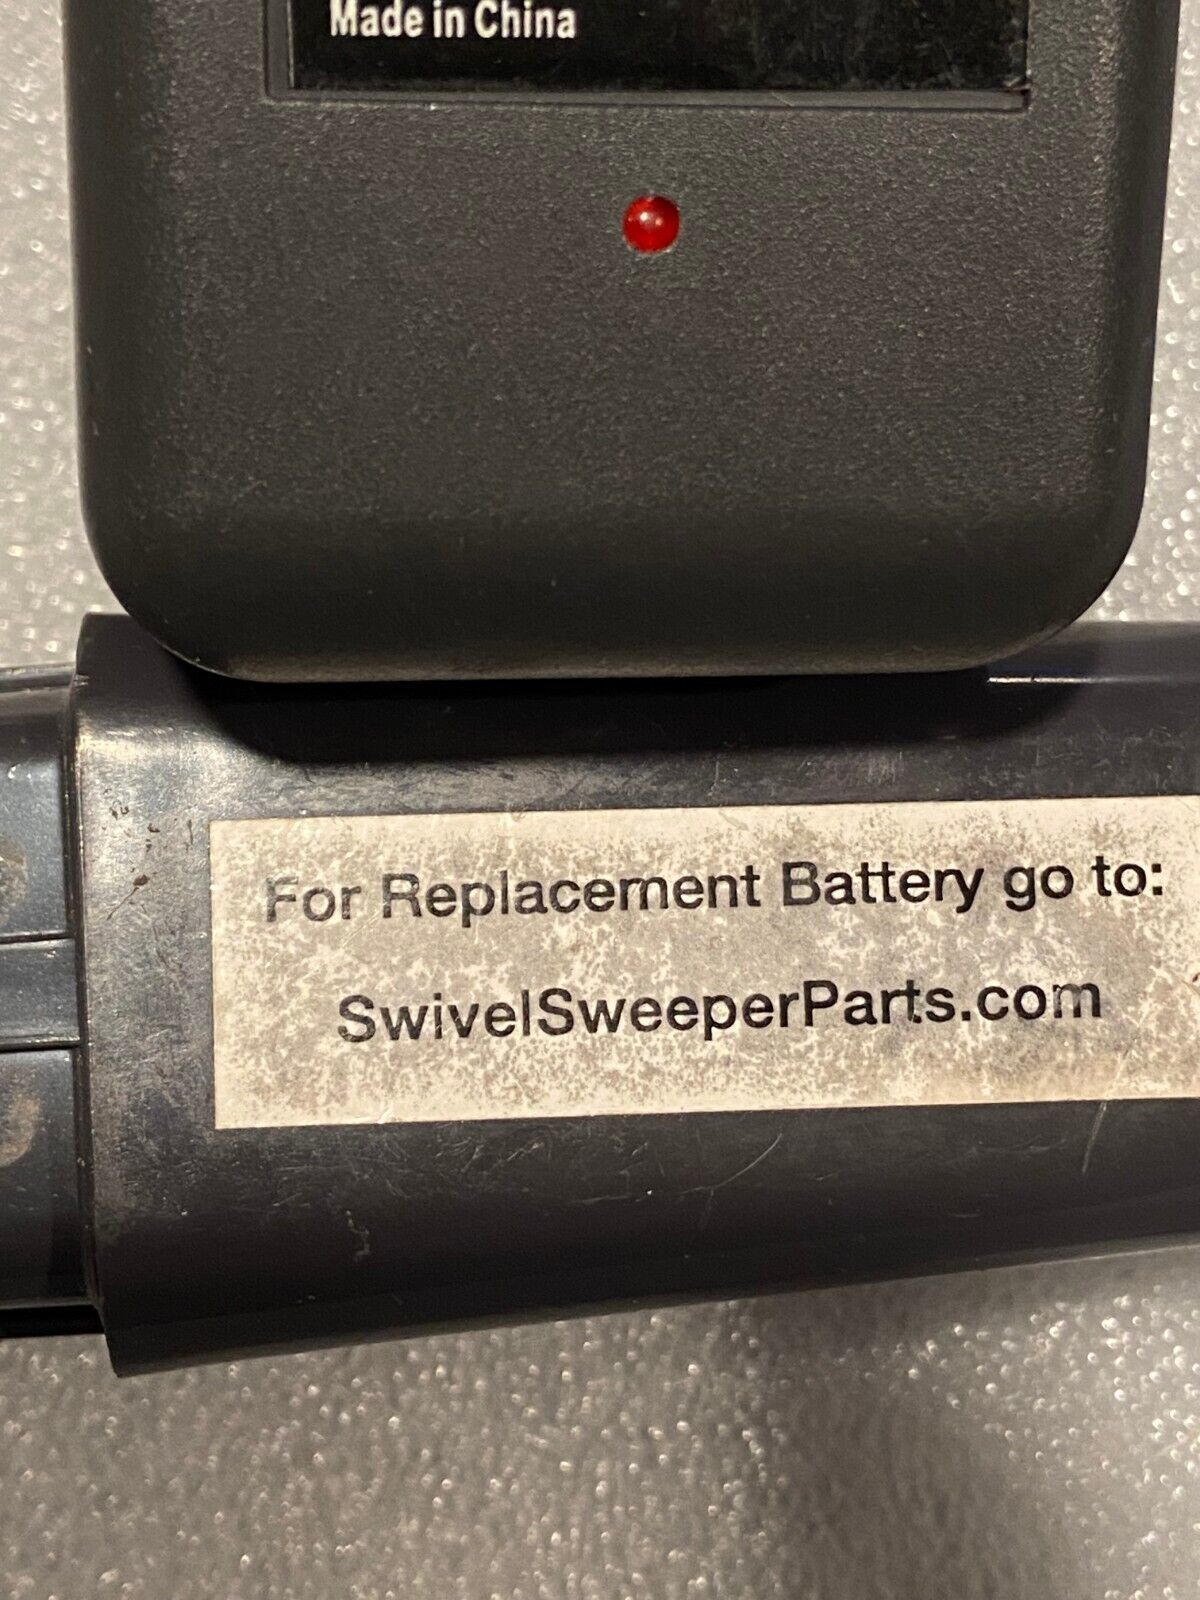 Made in China
For Replacement Battery go to:
SwivelSweeperParts.com